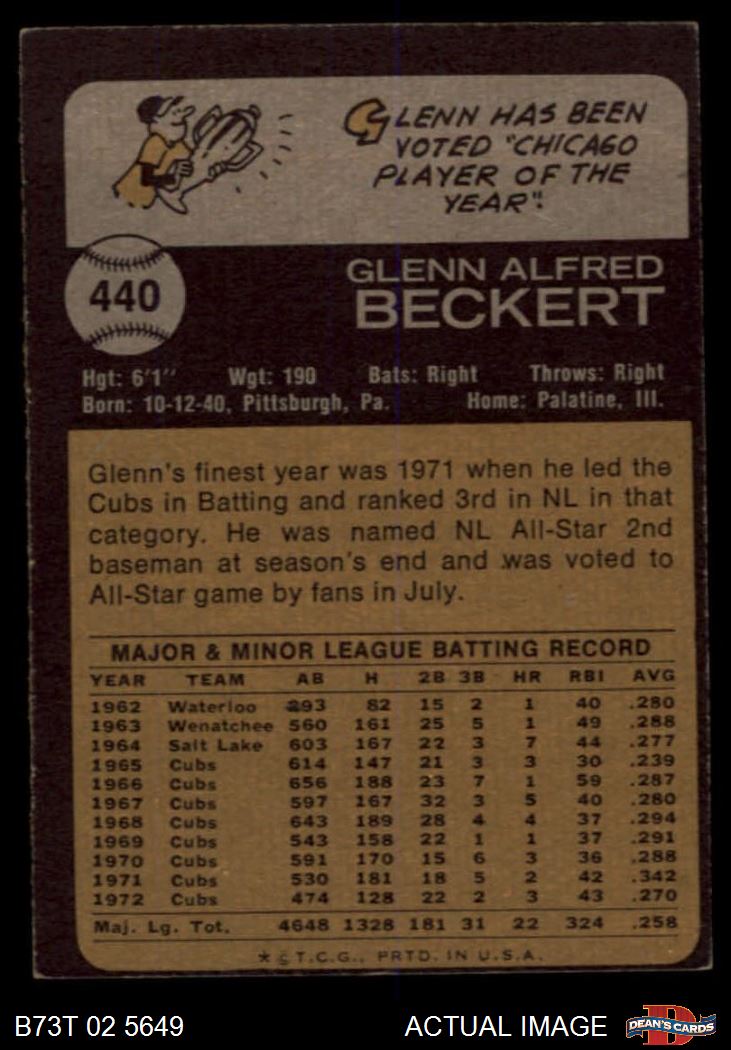 GLENN HAS BEEN
VOTED "CHICAGO
PLAYER OF THE
YEAR".
440
GLENN ALFRED
BECKERT
Hgt: 6'1" Wgt: 190 Bats: Right Throws: Right
Born: 10-12-40, Pittsburgh, Pa. Home: Palatine, Ill.
Glenn's finest year was 1971 when he led the
Cubs in Batting and ranked 3rd in NL in that
category. He was named NL All-Star 2nd
baseman at season's end and was voted to
All-Star game by fans in July.
MAJOR & MINOR LEAGUE BATTING RECORD
YEAR TEAM AB H 2B 3B HR RBI AVG
1962 Waterloo 293 82 15 2 1 40 .280
1963 Wenatchee 560 161 25 5 1 49 .288
1964 Salt Lake 603 167 22 3 7 44 .277
1965 Cubs 614 147 21 3 3 30 .239
1966 Cubs 656 188 23 7 1 59 .287
1967 Cubs 597 167 32 3 5 40 .280
1968 Cubs 643 189 28 4 4 37 .294
1969 Cubs 543 158 22 1 1 37 .291
1970 Cubs 591 170 15 6 3 36 .288
1971 Cubs 530 181 18 5 2 42 .342
1972 Cubs 474 128 22 2 3 43 .270
Maj. Lg. Tot. 4648 1328 181 31 22 324 .258
* © T.C.G., PRTD. IN U.S.A.
B73T 02 5649 ACTUAL IMAGE D DEAN'S CARDS